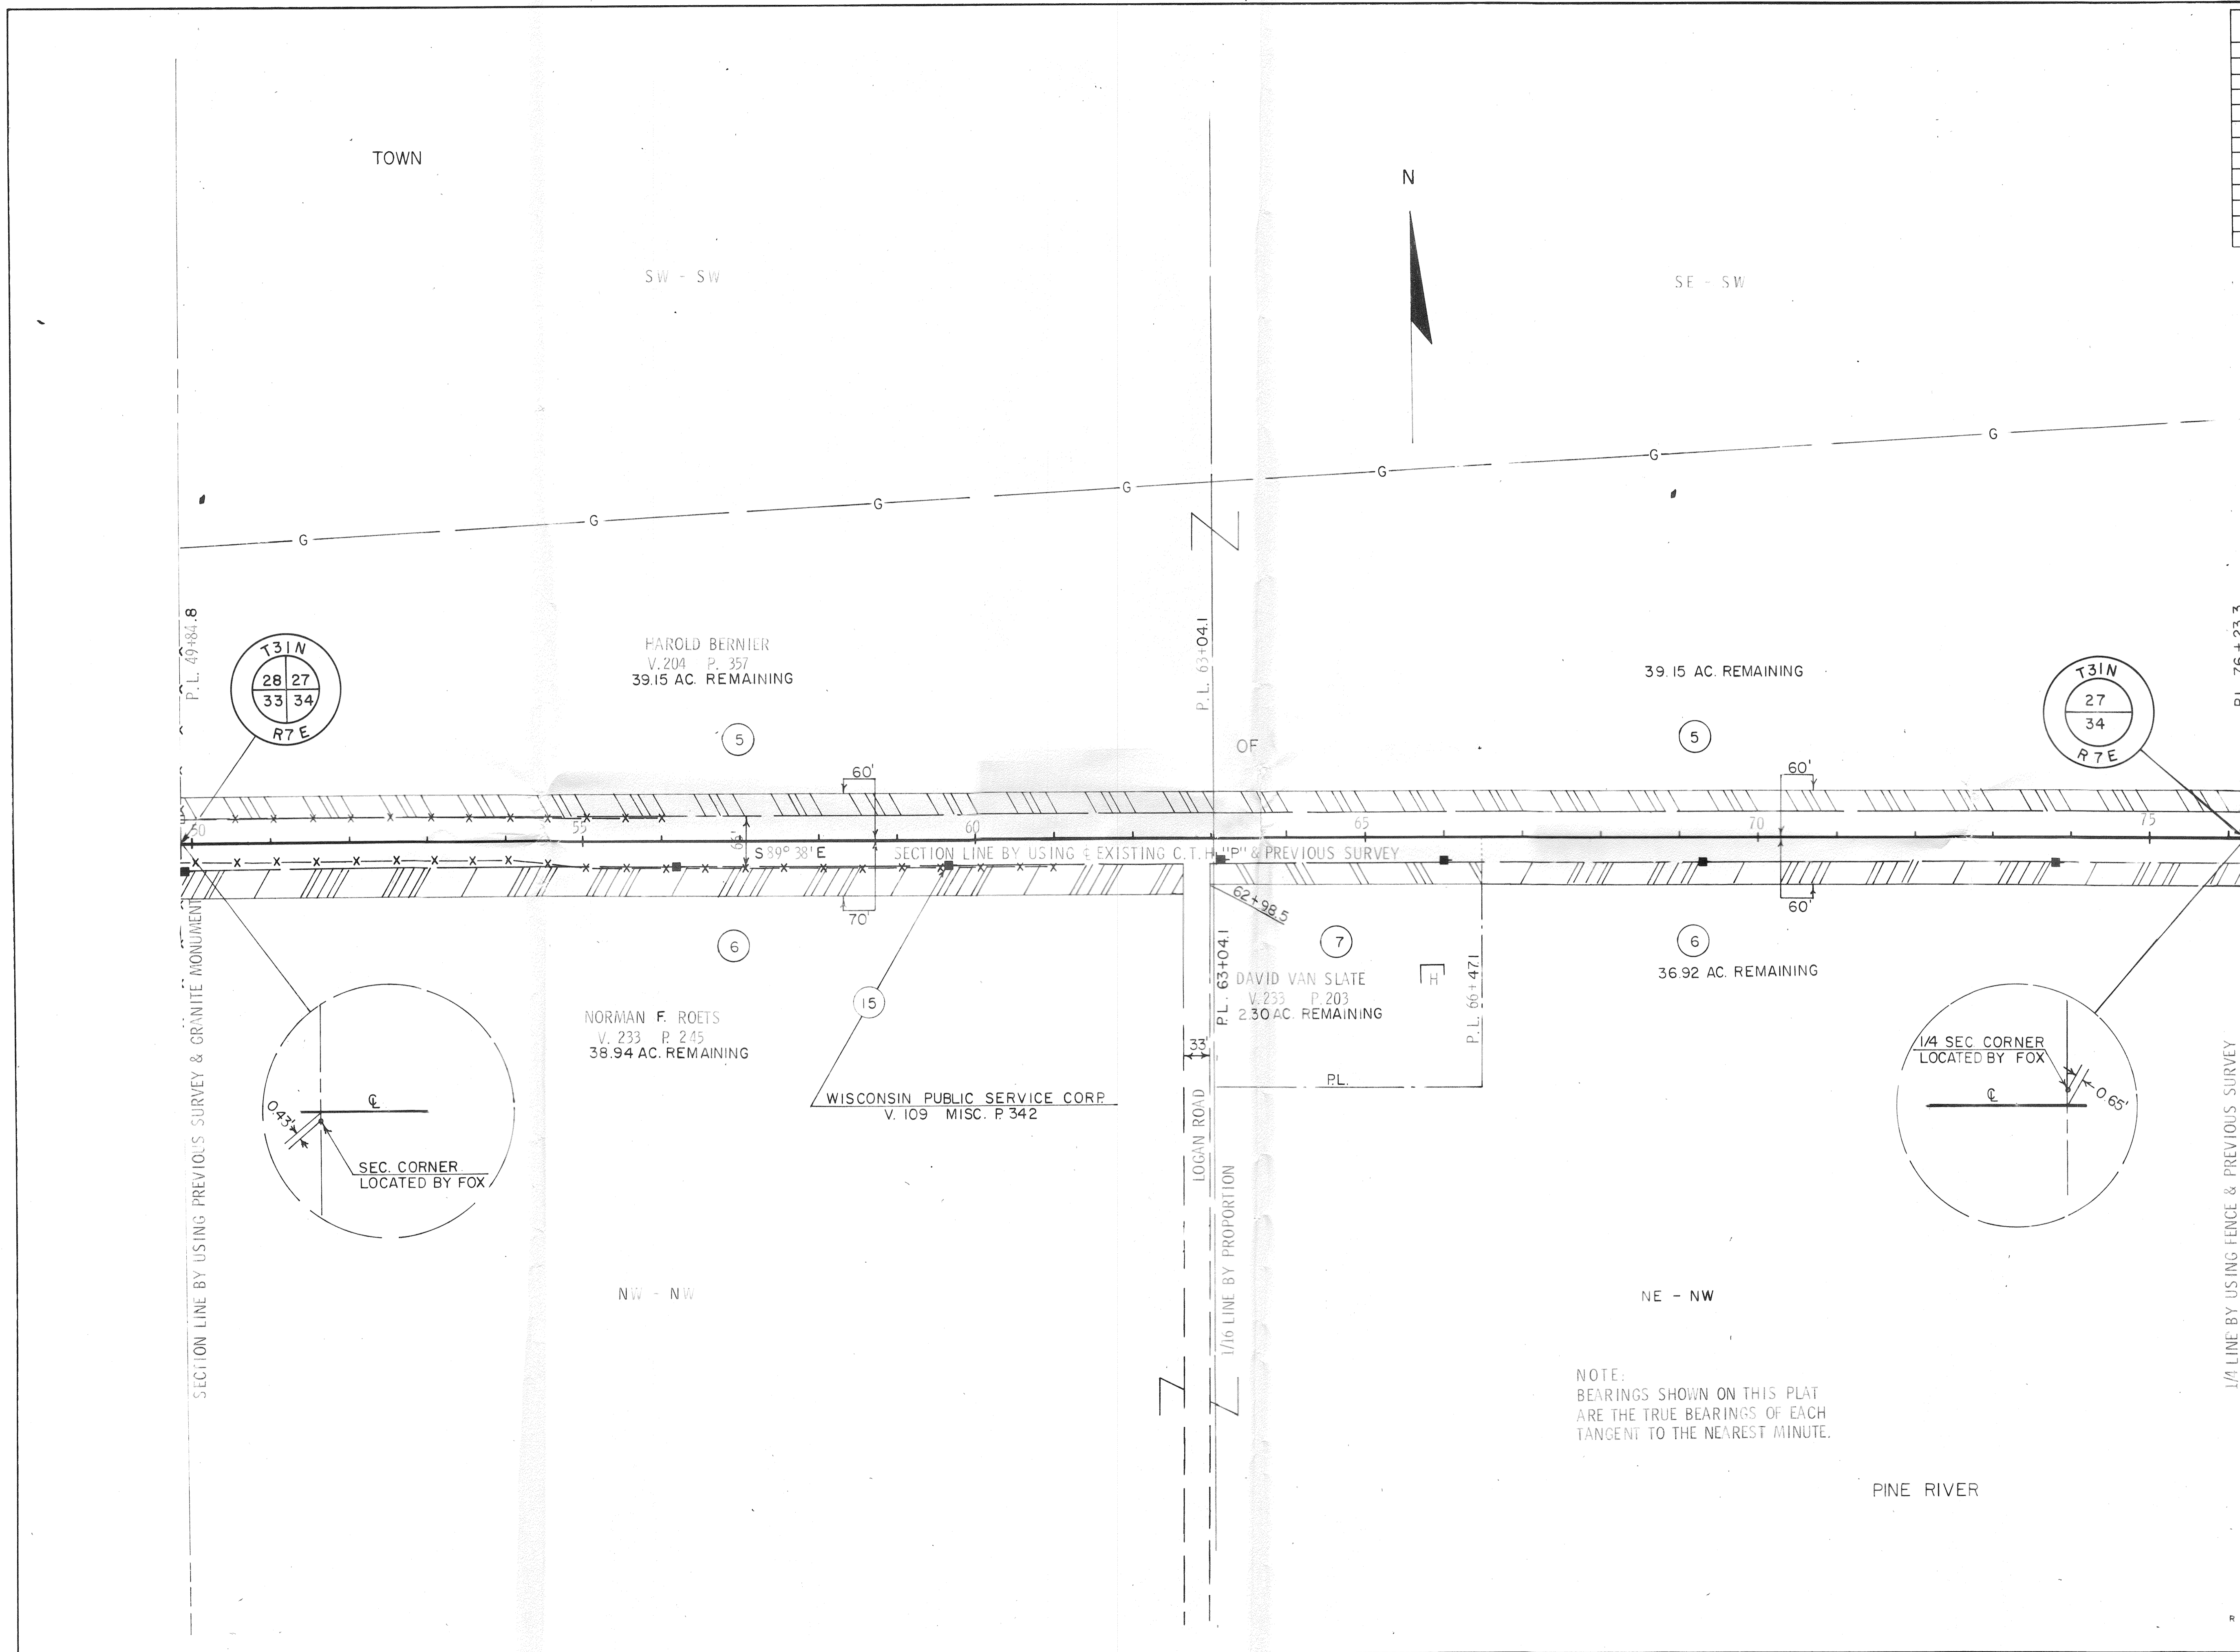 TOWN
N
SW - SW
SE - SW
G
G
G
G
G
G
G
P.L. 49+84.8
T31N
28 27
33 34
R7E
HAROLD BERNIER
V. 204 P. 357
39.15 AC. REMAINING
5
P.L. 63+04.1
OF
39.15 AC. REMAINING
5
T31N
27
34
R7E
P.L. 76+23.3
60'
60'
50
55
60
65
70
75
S 89° 38' E
SECTION LINE BY USING ℄ EXISTING C.T.H. "P" & PREVIOUS SURVEY
70'
60'
62+98.5
6
7
6
P.L. 63+04.1
DAVID VAN SLATE
V. 233 P. 203
2.30 AC. REMAINING
H
P.L. 66+47.1
36.92 AC. REMAINING
15
NORMAN F. ROETS
V. 233 P. 245
38.94 AC. REMAINING
33'
P.L.
WISCONSIN PUBLIC SERVICE CORP.
V. 109 MISC. P. 342
℄
0.43'
SEC. CORNER
LOCATED BY FOX
1/4 SEC CORNER
LOCATED BY FOX
℄
0.65'
SECTION LINE BY USING PREVIOUS SURVEY & GRANITE MONUMENT
LOGAN ROAD
1/16 LINE BY PROPORTION
1/4 LINE BY USING FENCE & PREVIOUS SURVEY
NW - NW
NE - NW
NOTE:
BEARINGS SHOWN ON THIS PLAT
ARE THE TRUE BEARINGS OF EACH
TANGENT TO THE NEAREST MINUTE.
PINE RIVER
R